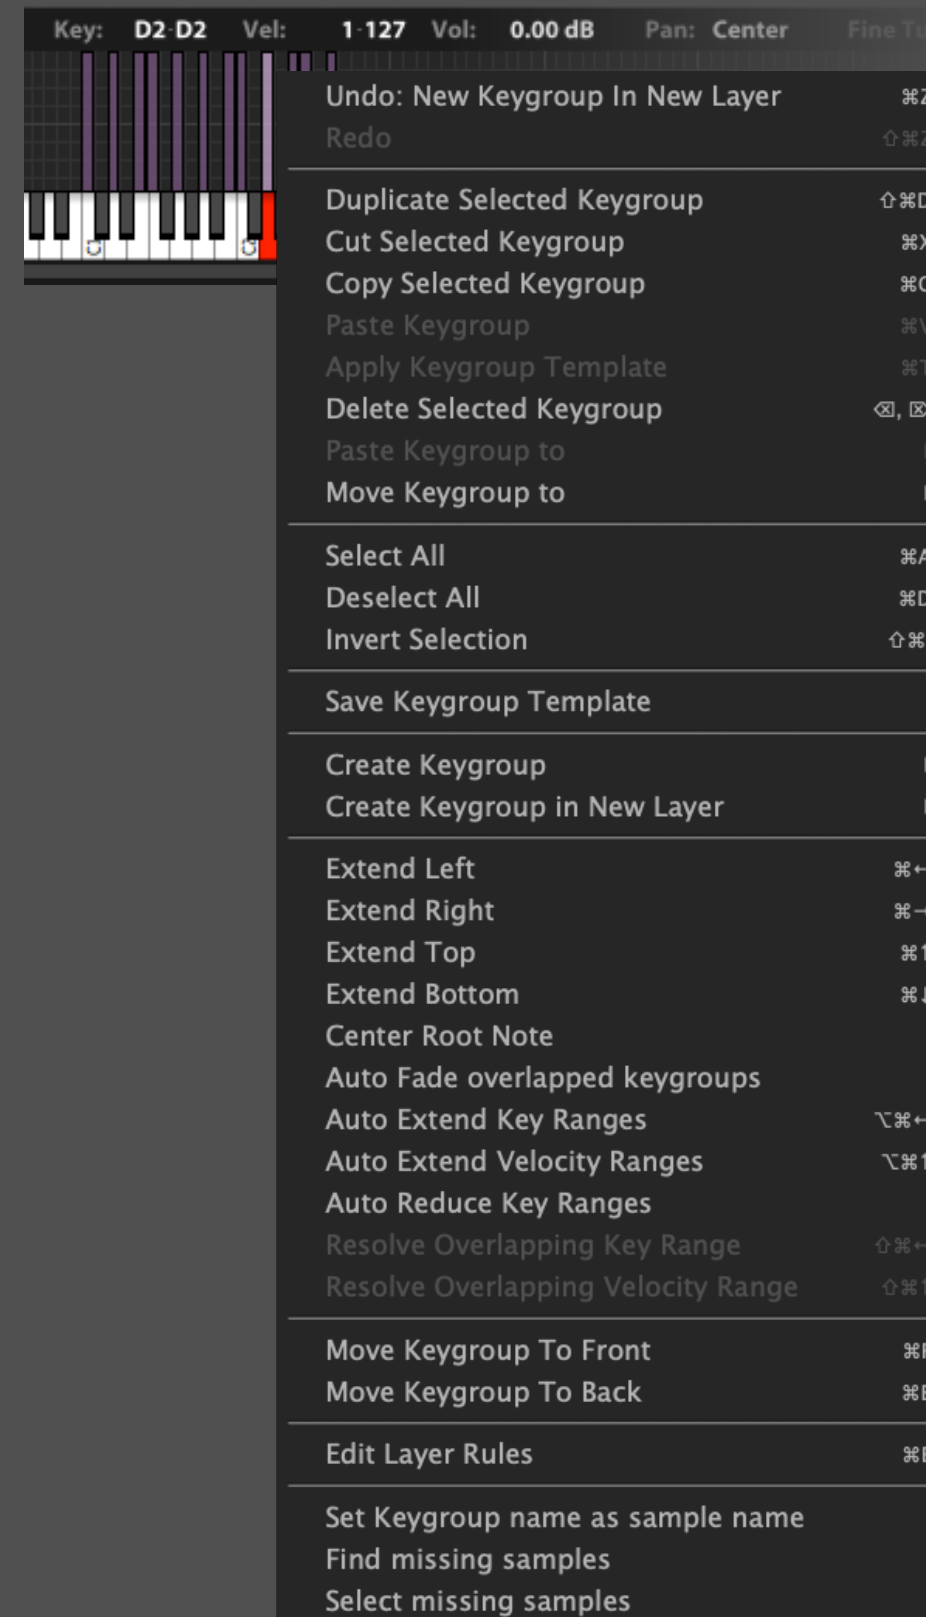 Key: D2-D2 Vel: 1-127 Vol: 0.00 dB Pan: Center Fine
Undo: New Keygroup In New Layer ⌘Z
Redo ⇧⌘Z
Duplicate Selected Keygroup ⇧⌘D
Cut Selected Keygroup ⌘X
Copy Selected Keygroup ⌘C
Paste Keygroup ⌘V
Apply Keygroup Template ⌘T
Delete Selected Keygroup ⌫, ⌦
Paste Keygroup to
Move Keygroup to
Select All ⌘A
Deselect All ⌘D
Invert Selection ⇧⌘
Save Keygroup Template
Create Keygroup
Create Keygroup in New Layer
Extend Left ⌘←
Extend Right ⌘→
Extend Top ⌘↑
Extend Bottom ⌘↓
Center Root Note
Auto Fade overlapped keygroups
Auto Extend Key Ranges ⌥⌘←
Auto Extend Velocity Ranges ⌥⌘↑
Auto Reduce Key Ranges
Resolve Overlapping Key Range ⇧⌘←
Resolve Overlapping Velocity Range ⇧⌘↑
Move Keygroup To Front ⌘F
Move Keygroup To Back ⌘B
Edit Layer Rules ⌘E
Set Keygroup name as sample name
Find missing samples
Select missing samples